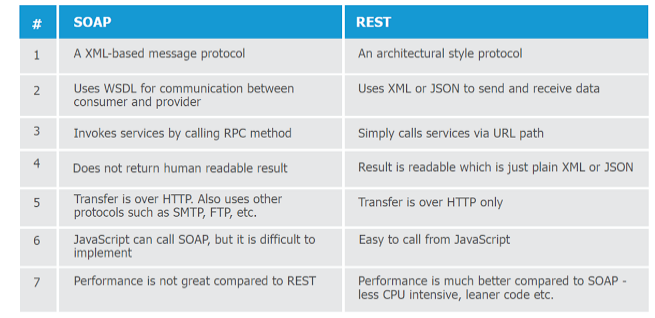 # SOAP REST
1 A XML-based message protocol An architectural style protocol
2 Uses WSDL for communication between consumer and provider Uses XML or JSON to send and receive data
3 Invokes services by calling RPC method Simply calls services via URL path
4 Does not return human readable result Result is readable which is just plain XML or JSON
5 Transfer is over HTTP. Also uses other protocols such as SMTP, FTP, etc. Transfer is over HTTP only
6 JavaScript can call SOAP, but it is difficult to implement Easy to call from JavaScript
7 Performance is not great compared to REST Performance is much better compared to SOAP - less CPU intensive, leaner code etc.